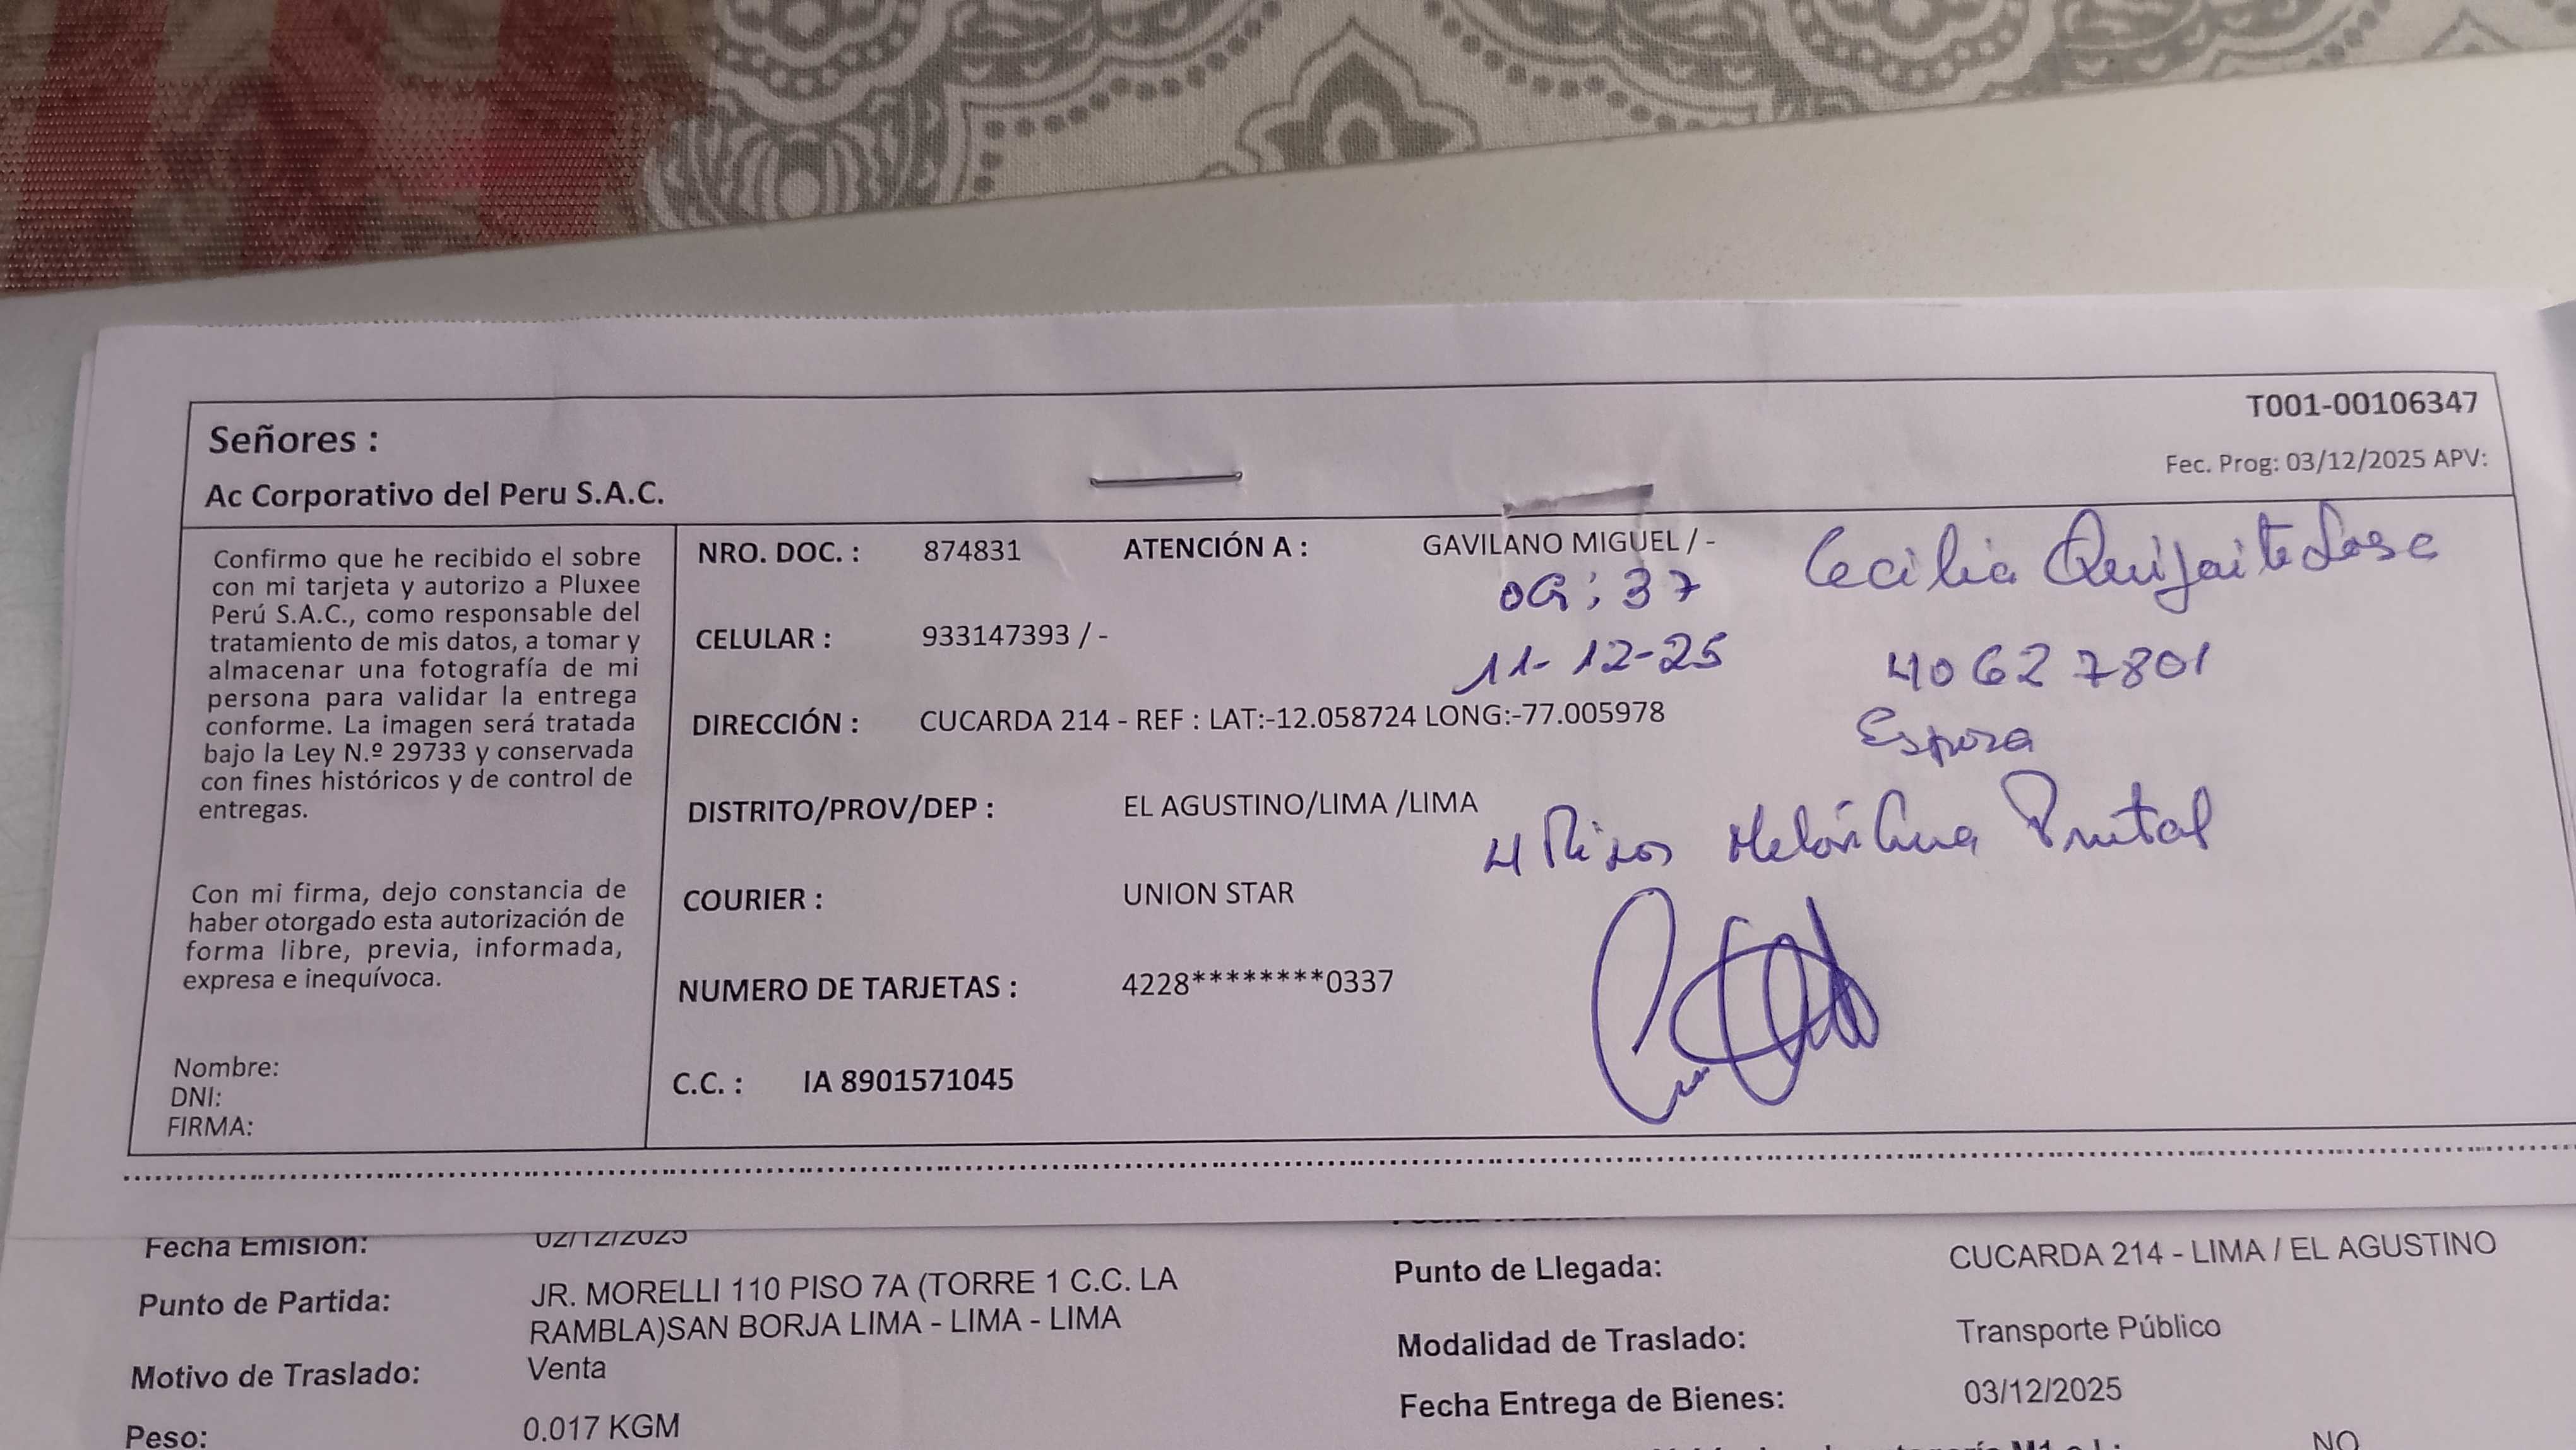 T001-00106347
Señores :
Fec. Prog: 03/12/2025 APV:
Ac Corporativo del Peru S.A.C.
Confirmo que he recibido el sobre
con mi tarjeta y autorizo a Pluxee
Perú S.A.C., como responsable del
tratamiento de mis datos, a tomar y
almacenar una fotografía de mi
persona para validar la entrega
conforme. La imagen será tratada
bajo la Ley N.º 29733 y conservada
con fines históricos y de control de
entregas.
Con mi firma, dejo constancia de
haber otorgado esta autorización de
forma libre, previa, informada,
expresa e inequívoca.
Nombre:
DNI:
FIRMA:
NRO. DOC. : 874831 ATENCIÓN A : GAVILANO MIGUEL / -
CELULAR : 933147393 / -
DIRECCIÓN : CUCARDA 214 - REF : LAT:-12.058724 LONG:-77.005978
DISTRITO/PROV/DEP : EL AGUSTINO/LIMA /LIMA
COURIER : UNION STAR
NUMERO DE TARJETAS : 4228********0337
C.C. : IA 8901571045
Cecilia
11-12-25
40627801
Esposa
4 Pisos
Fecha Emisión: 02/12/2025
Punto de Partida: JR. MORELLI 110 PISO 7A (TORRE 1 C.C. LA
RAMBLA)SAN BORJA LIMA - LIMA - LIMA
Motivo de Traslado: Venta
Peso: 0.017 KGM
Punto de Llegada: CUCARDA 214 - LIMA / EL AGUSTINO
Modalidad de Traslado: Transporte Público
Fecha Entrega de Bienes: 03/12/2025
NO